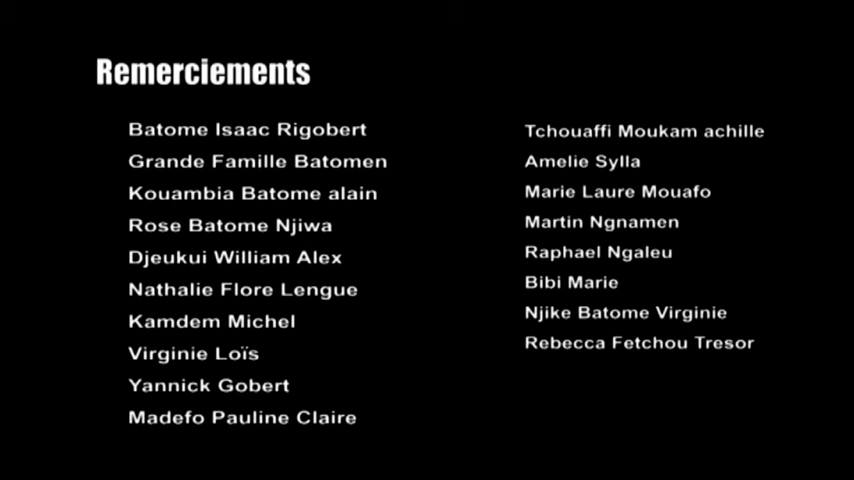 Remerciements
Batome Isaac Rigobert
Grande Famille Batomen
Kouambia Batome alain
Rose Batome Njiwa
Djeukui William Alex
Nathalie Flore Lengue
Kamdem Michel
Virginie Loïs
Yannick Gobert
Madefo Pauline Claire
Tchouaffi Moukam achille
Amelie Sylla
Marie Laure Mouafo
Martin Ngnamen
Raphael Ngaleu
Bibi Marie
Njike Batome Virginie
Rebecca Fetchou Tresor